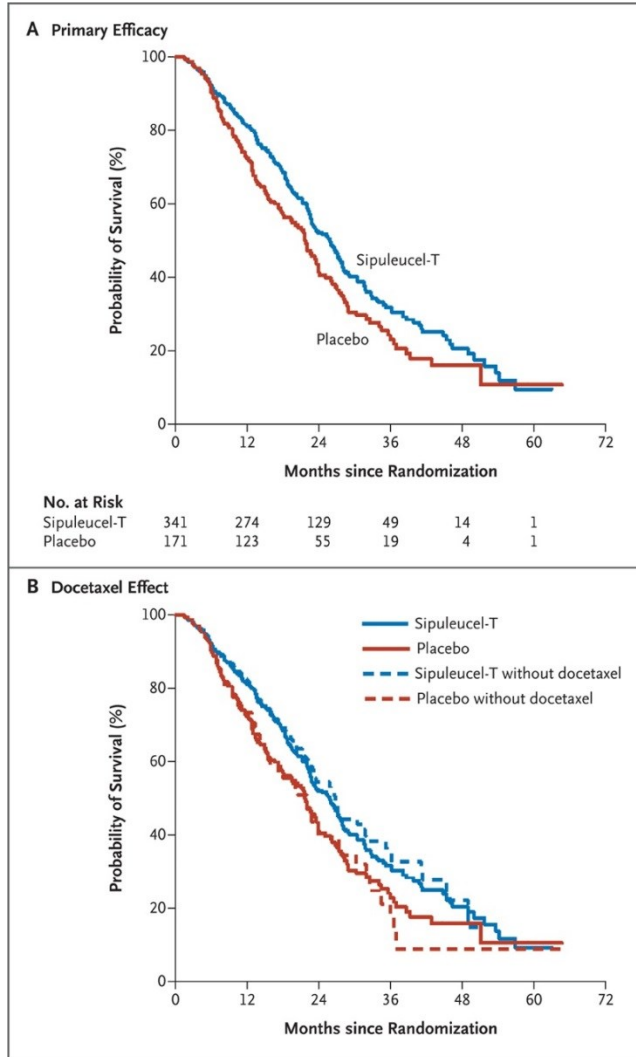 A Primary Efficacy
100
80
60
40
20
0
Probability of Survival (%)
Sipuleucel-T
Placebo
0 12 24 36 48 60 72
Months since Randomization
No. at Risk
Sipuleucel-T 341 274 129 49 14 1
Placebo 171 123 55 19 4 1
B Docetaxel Effect
100
80
60
40
20
0
Probability of Survival (%)
Sipuleucel-T
Placebo
Sipuleucel-T without docetaxel
Placebo without docetaxel
0 12 24 36 48 60 72
Months since Randomization